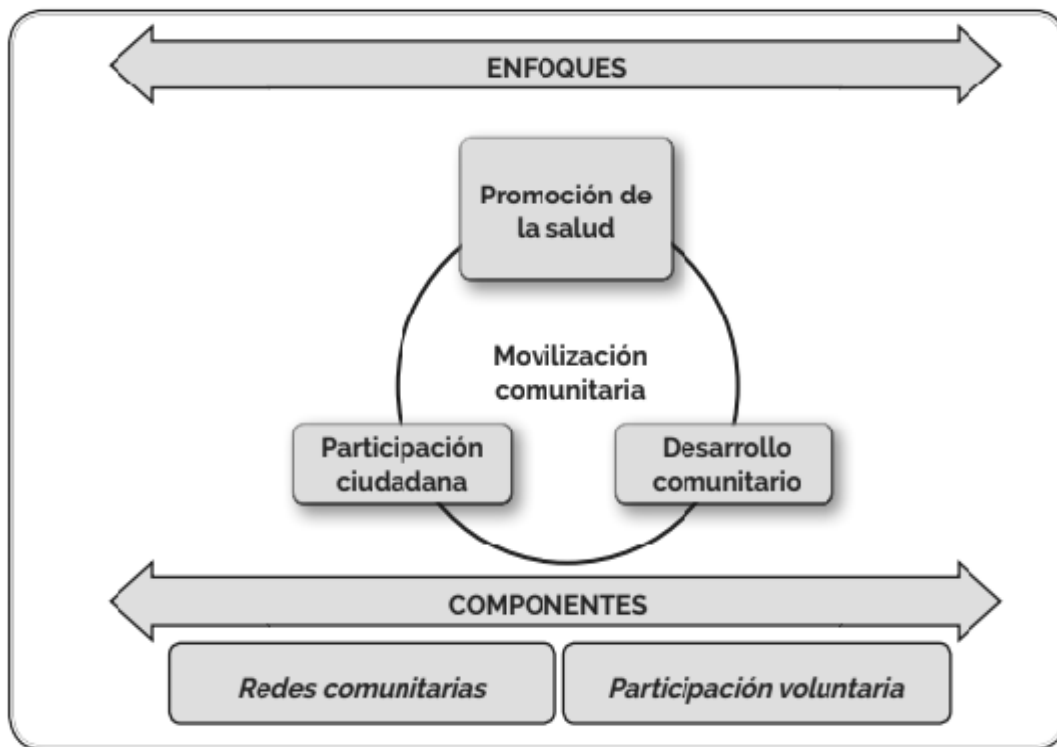 ENFOQUES
Promoción de
la salud
Movilización
comunitaria
Participación
ciudadana
Desarrollo
comunitario
COMPONENTES
Redes comunitarias
Participación voluntaria